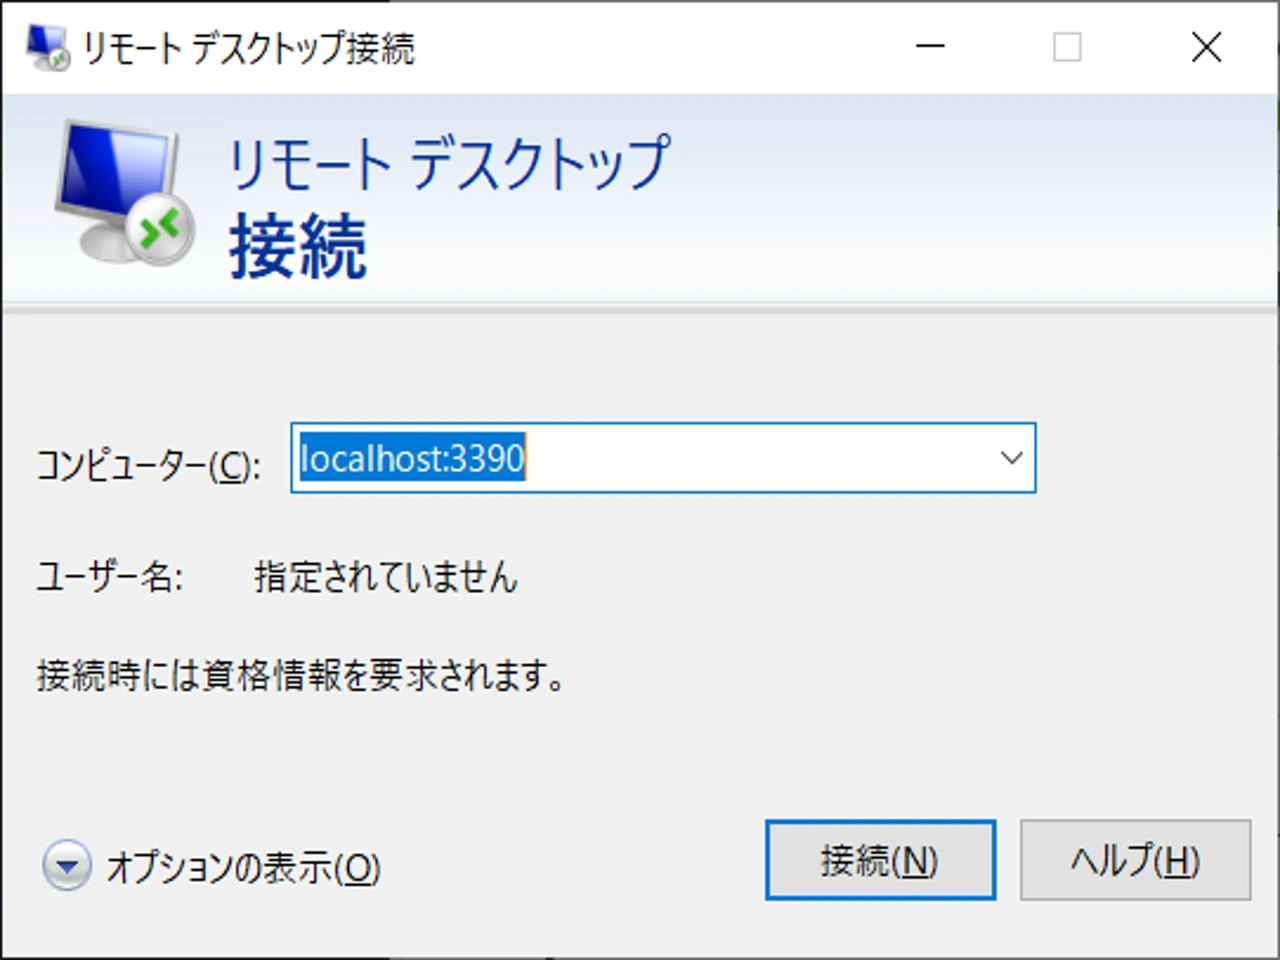 リモート デスクトップ接続
リモート デスクトップ
接続
コンピューター(C): localhost:3390
ユーザー名: 指定されていません
接続時には資格情報を要求されます。
オプションの表示(O) 接続(N) ヘルプ(H)